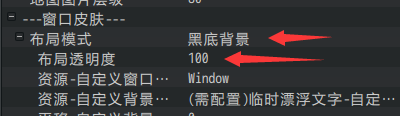 ---窗口皮肤---
布局模式 黑底背景
布局透明度 100
资源-自定义窗口… Window
资源-自定义背景… (需配置)临时漂浮文字-自定…